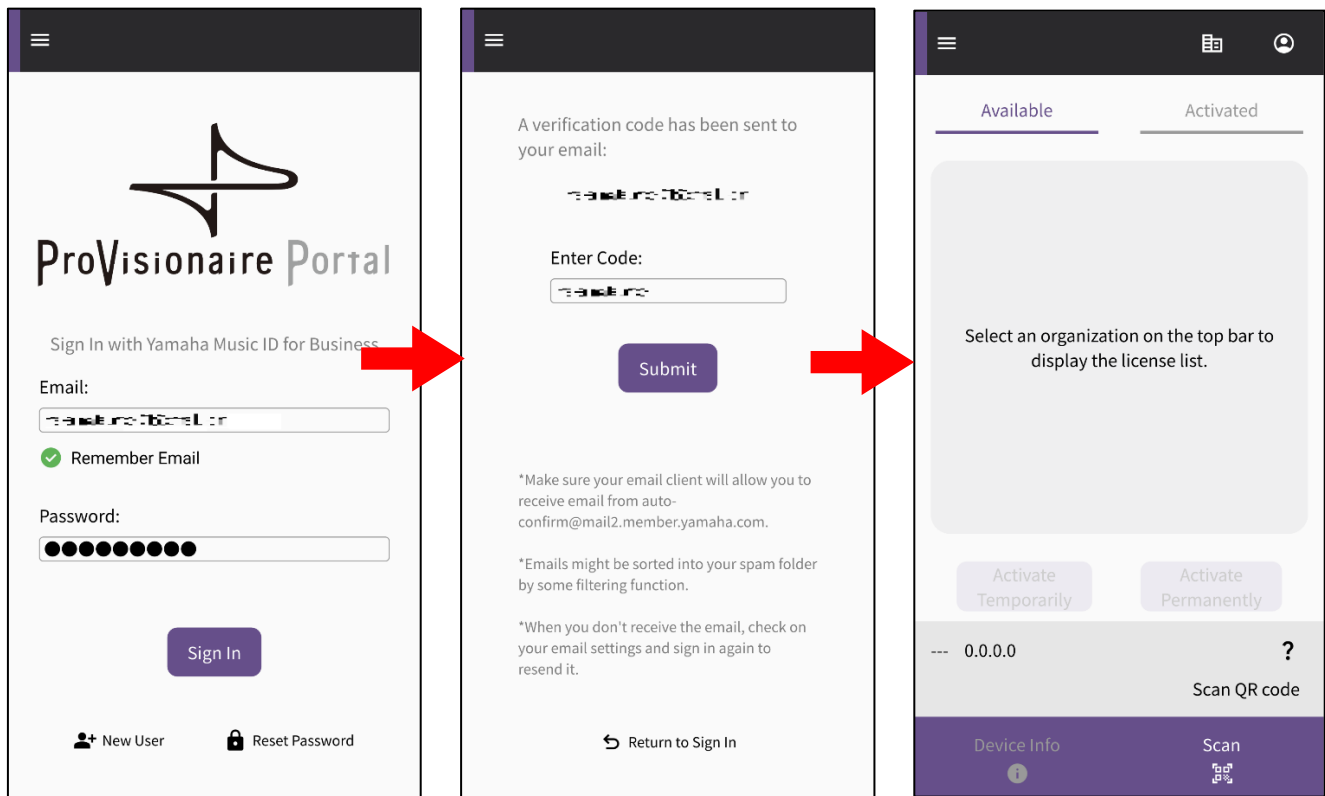 ProVisionaire Portal
Sign In with Yamaha Music ID for Business
Email:
Remember Email
Password:
Sign In
New User
Reset Password
A verification code has been sent to
your email:
Enter Code:
Submit
*Make sure your email client will allow you to
receive email from auto-
confirm@mail2.member.yamaha.com.
*Emails might be sorted into your spam folder
by some filtering function.
*When you don't receive the email, check on
your email settings and sign in again to
resend it.
Return to Sign In
Available
Activated
Select an organization on the top bar to
display the license list.
Activate
Temporarily
Activate
Permanently
--- 0.0.0.0
?
Scan QR code
Device Info
Scan